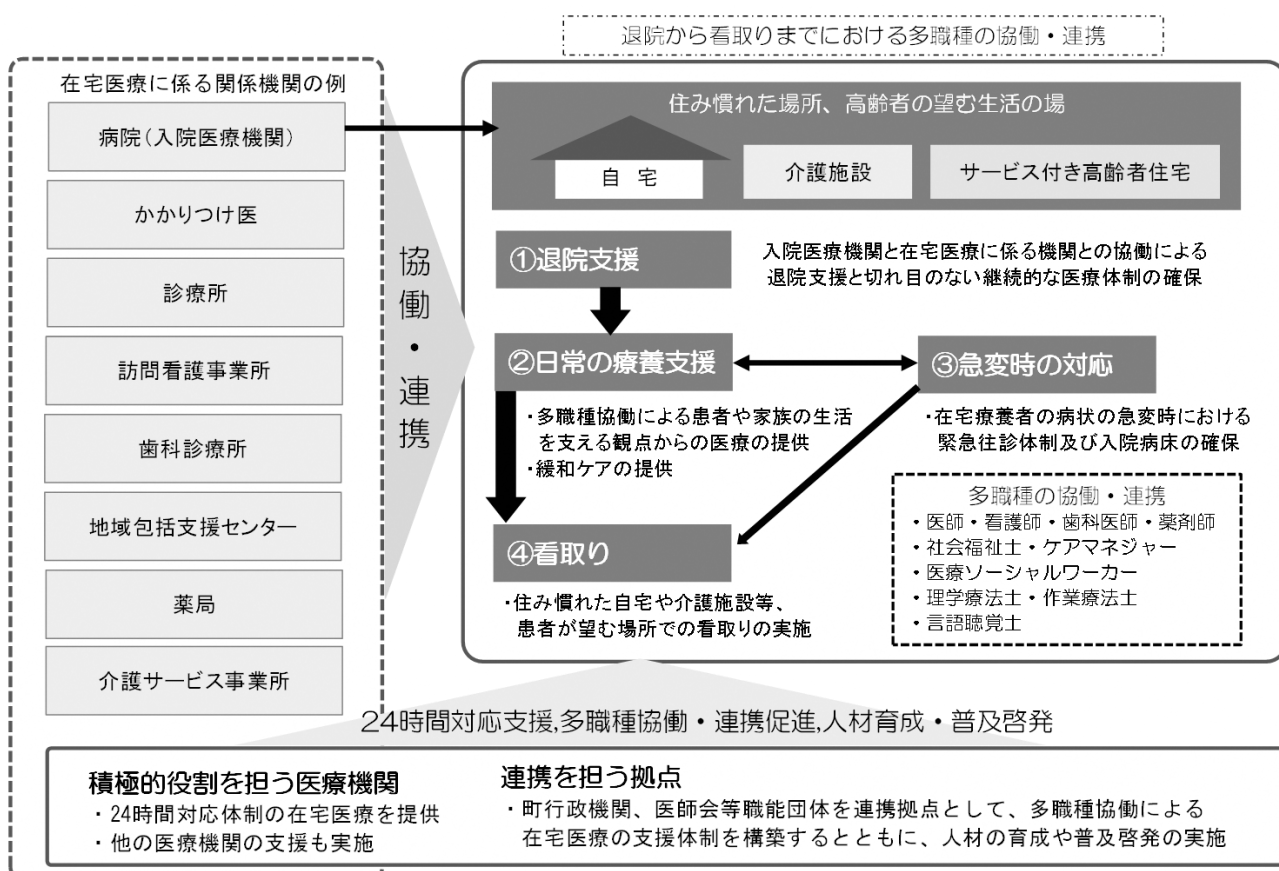 退院から看取りまでにおける多職種の協働・連携
在宅医療に係る関係機関の例
病院(入院医療機関)
かかりつけ医
診療所
訪問看護事業所
歯科診療所
地域包括支援センター
薬局
介護サービス事業所
協働・連携
住み慣れた場所、高齢者の望む生活の場
自 宅
介護施設
サービス付き高齢者住宅
①退院支援
入院医療機関と在宅医療に係る機関との協働による
退院支援と切れ目のない継続的な医療体制の確保
②日常の療養支援
・多職種協働による患者や家族の生活
を支える観点からの医療の提供
・緩和ケアの提供
③急変時の対応
・在宅療養者の病状の急変時における
緊急往診体制及び入院病床の確保
多職種の協働・連携
・医師・看護師・歯科医師・薬剤師
・社会福祉士・ケアマネジャー
・医療ソーシャルワーカー
・理学療法士・作業療法士
・言語聴覚士
④看取り
・住み慣れた自宅や介護施設等、
患者が望む場所での看取りの実施
24時間対応支援,多職種協働・連携促進,人材育成・普及啓発
積極的役割を担う医療機関
・24時間対応体制の在宅医療を提供
・他の医療機関の支援も実施
連携を担う拠点
・町行政機関、医師会等職能団体を連携拠点として、多職種協働による
在宅医療の支援体制を構築するとともに、人材の育成や普及啓発の実施